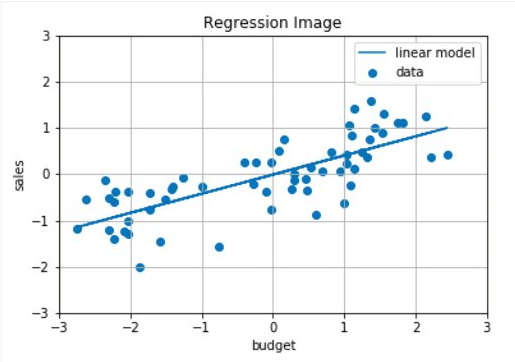 Regression Image
linear model
data
3
2
1
0
−1
−2
−3
sales
−3
−2
−1
0
1
2
3
budget